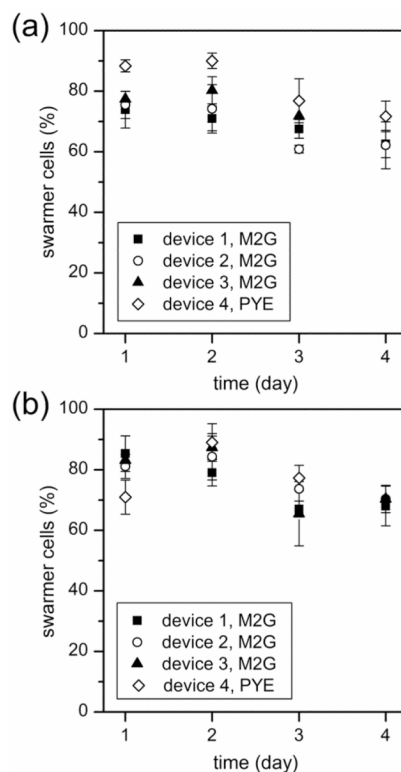 (a)
100
80
60
40
20
0
swarmer cells (%)
device 1, M2G
device 2, M2G
device 3, M2G
device 4, PYE
1 2 3 4
time (day)
(b)
100
80
60
40
20
0
swarmer cells (%)
device 1, M2G
device 2, M2G
device 3, M2G
device 4, PYE
1 2 3 4
time (day)